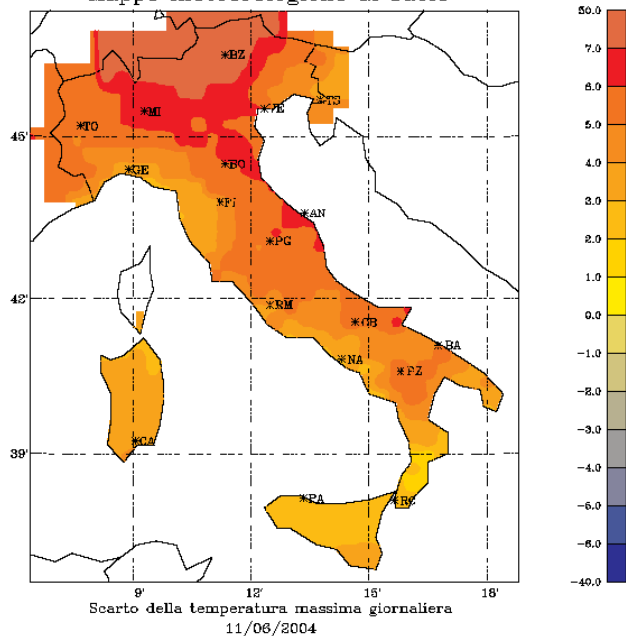 50.0
BZ
7.0
6.0
MI
VE
TS
TO
45'
5.0
BO
GE
4.0
FI
AN
3.0
PG
2.0
42'
RM
1.0
CB
0.0
BA
NA
-1.0
PZ
-2.0
-3.0
CA
39'
-4.0
PA
RC
-5.0
-6.0
-40.0
9'
12'
15'
18'
Scarto della temperatura massima giornaliera
11/06/2004